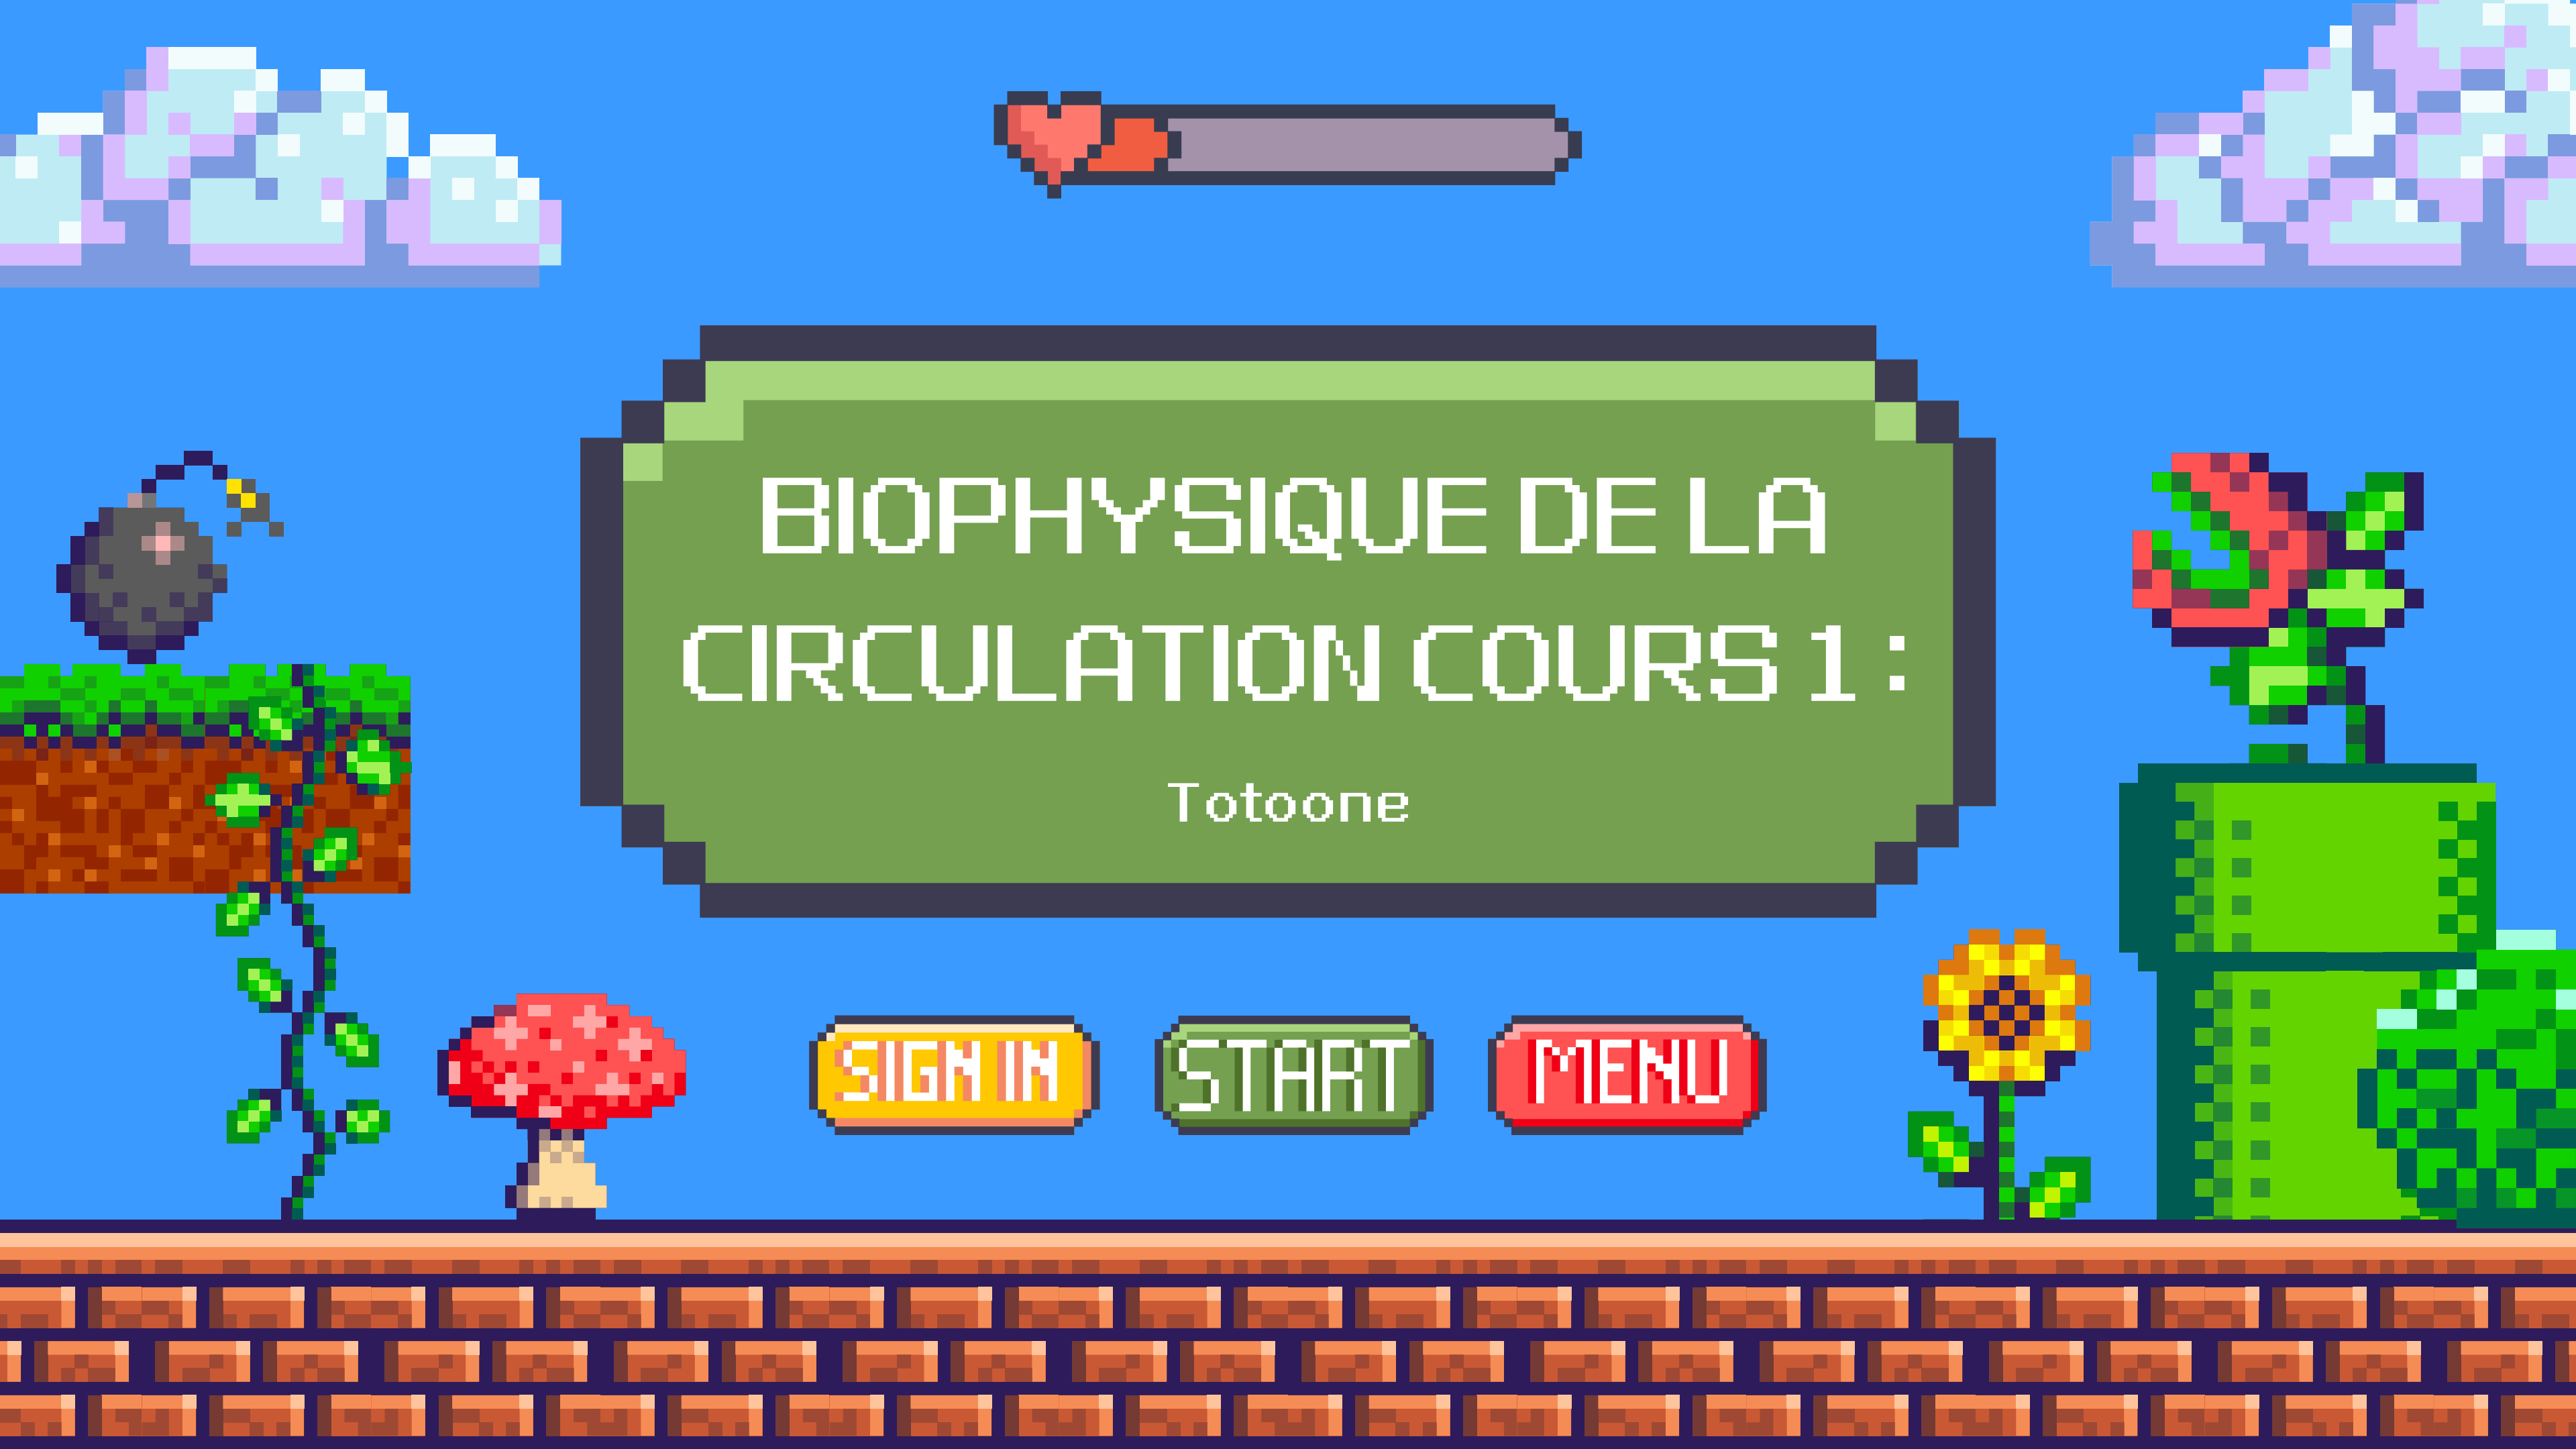 BIOPHYSIQUE DE LA
CIRCULATION COURS 1 :
Totoone
SIGN IN
START
MENU